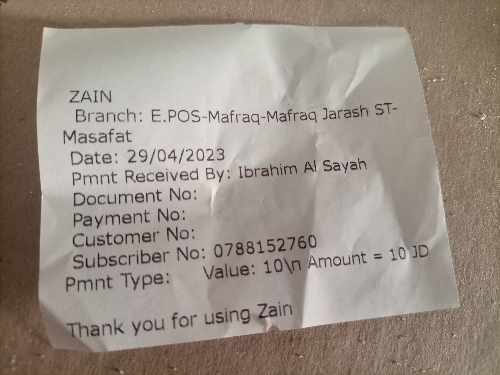 ZAIN
Branch: E.POS-Mafraq-Mafraq Jarash ST-
Masafat
Date: 29/04/2023
Pmnt Received By: Ibrahim Al Sayah
Document No:
Payment No:
Customer No:
Subscriber No: 0788152760
Pmnt Type: Value: 10\n Amount = 10 JD
Thank you for using Zain